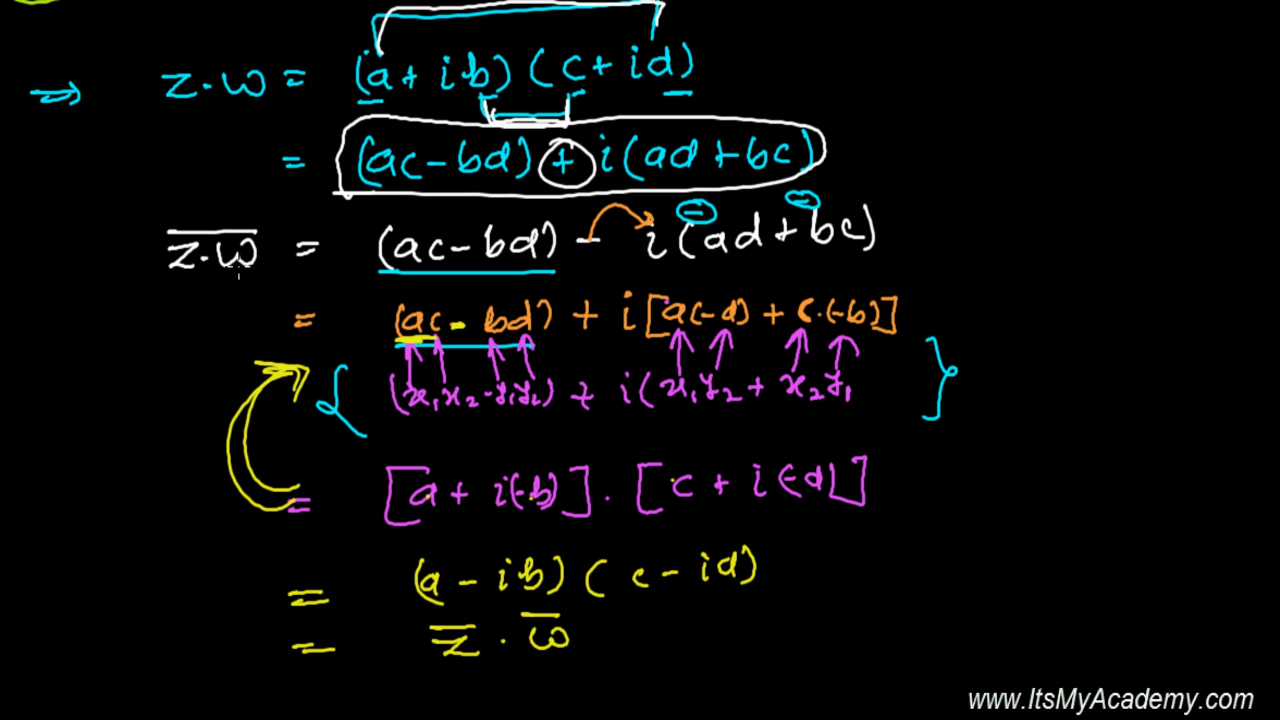 ⇒ z·w = (a + ib) (c + id)
= (ac - bd) + i(ad + bc)
z̅·̅w̅ = (ac - bd) - i(ad + bc)
- -
= (ac - bd) + i[a(-d) + c·(-b)]
{ (x₁x₂ - y₁y₂) + i(x₁y₂ + x₂y₁ }
= [a + i(-b)] · [c + i(-d)]
= (a - ib) (c - id)
= z̅ · w̅
www.ItsMyAcademy.com